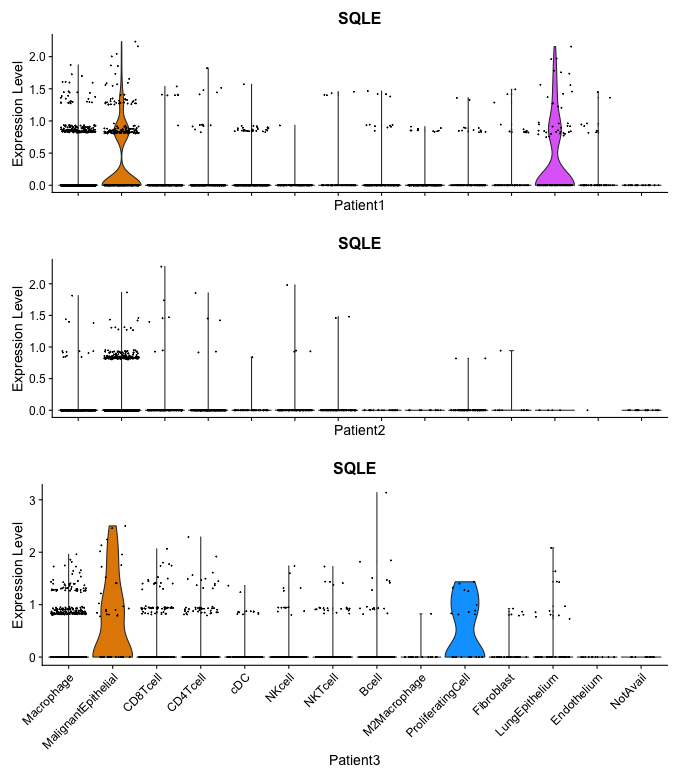 SQLE
Expression Level
2.0
1.5
1.0
0.5
0.0
Patient1
SQLE
Expression Level
2.0
1.5
1.0
0.5
0.0
Patient2
SQLE
Expression Level
3
2
1
0
Macrophage
MalignantEpithelial
CD8Tcell
CD4Tcell
cDC
NKcell
NKTcell
Bcell
M2Macrophage
ProliferatingCell
Fibroblast
LungEpithelium
Endothelium
NotAvail
Patient3